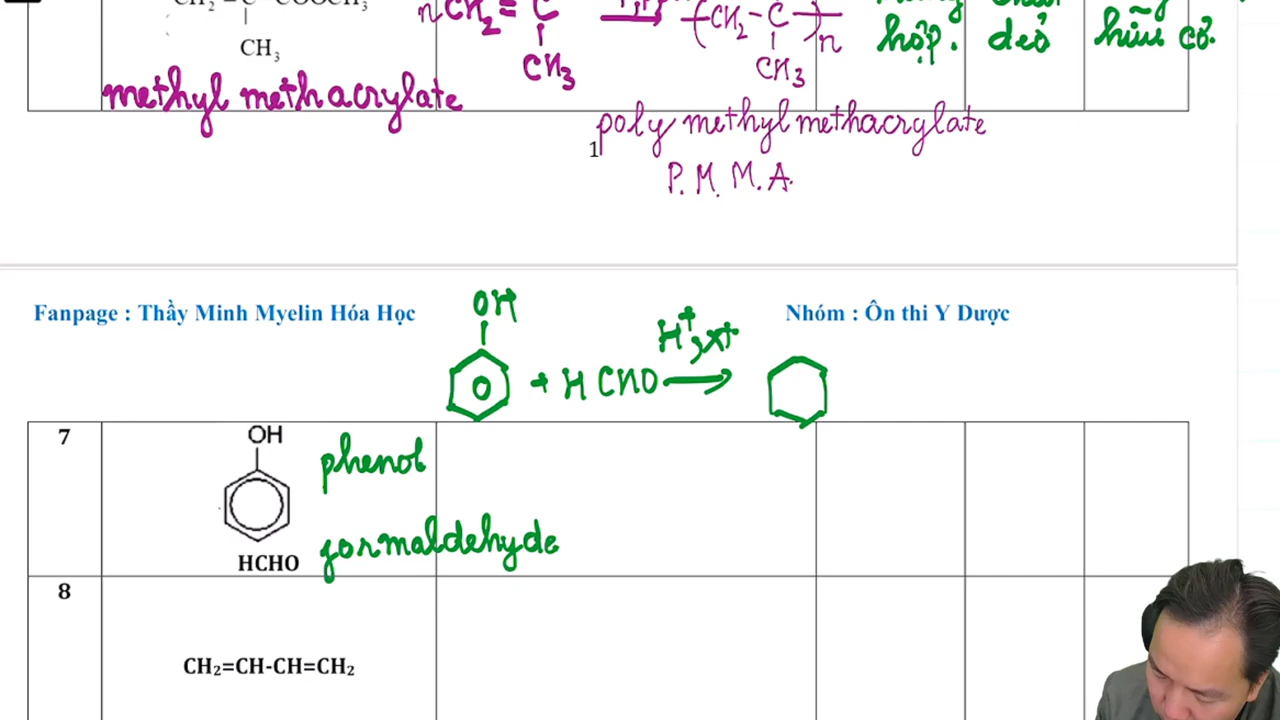 CH₃
nCH₂ = C
(CH₂ - C )n
CH₃
CH₃
hợp. dẻo hữu cơ.
methyl methacrylate
poly methyl methacrylate
1
P.M.M.A.
Fanpage : Thầy Minh Myelin Hóa Học
Nhóm : Ôn thi Y Dược
OH
+ HCHO
H⁺, xt
7
OH
phenol
HCHO
formaldehyde
8
CH₂=CH-CH=CH₂